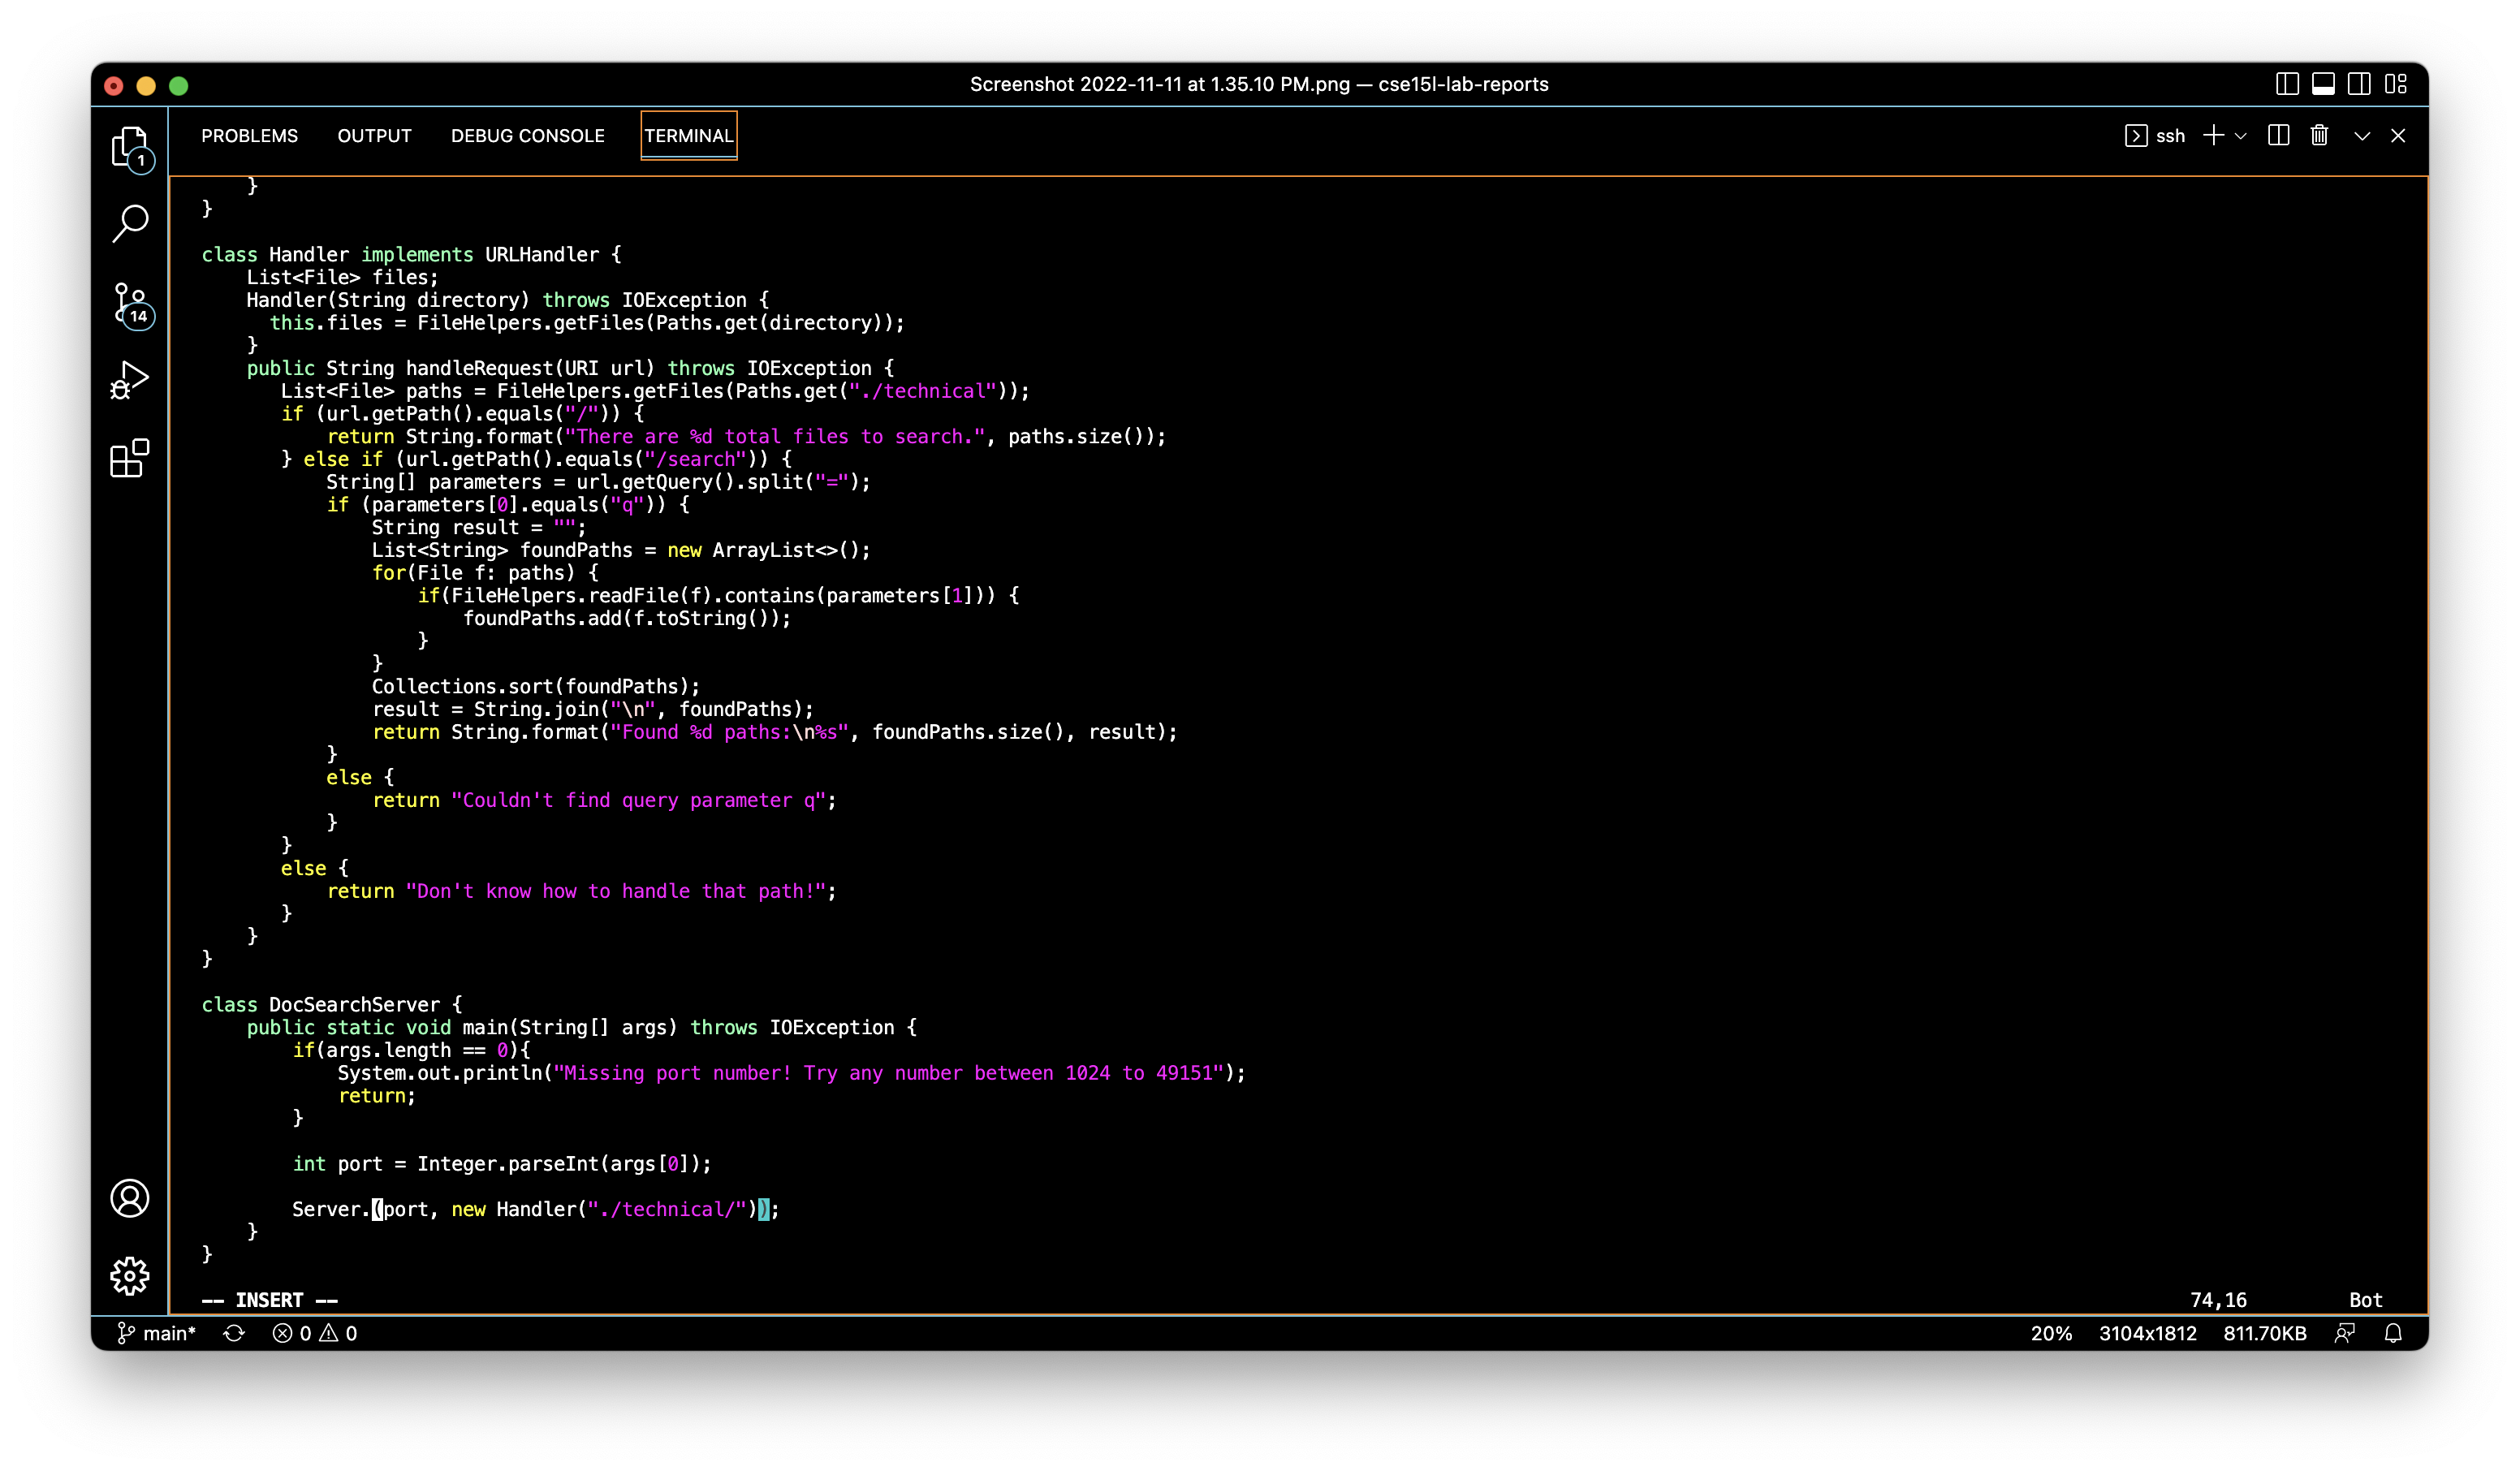 Screenshot 2022-11-11 at 1.35.10 PM.png — cse15l-lab-reports
PROBLEMS OUTPUT DEBUG CONSOLE TERMINAL ssh
1
14
    }
}

class Handler implements URLHandler {
    List<File> files;
    Handler(String directory) throws IOException {
      this.files = FileHelpers.getFiles(Paths.get(directory));
    }
    public String handleRequest(URI url) throws IOException {
       List<File> paths = FileHelpers.getFiles(Paths.get("./technical"));
       if (url.getPath().equals("/")) {
           return String.format("There are %d total files to search.", paths.size());
       } else if (url.getPath().equals("/search")) {
           String[] parameters = url.getQuery().split("=");
           if (parameters[0].equals("q")) {
               String result = "";
               List<String> foundPaths = new ArrayList<>();
               for(File f: paths) {
                   if(FileHelpers.readFile(f).contains(parameters[1])) {
                       foundPaths.add(f.toString());
                   }
               }
               Collections.sort(foundPaths);
               result = String.join("\n", foundPaths);
               return String.format("Found %d paths:\n%s", foundPaths.size(), result);
           }
           else {
               return "Couldn't find query parameter q";
           }
       }
       else {
           return "Don't know how to handle that path!";
       }
    }
}

class DocSearchServer {
    public static void main(String[] args) throws IOException {
        if(args.length == 0){
            System.out.println("Missing port number! Try any number between 1024 to 49151");
            return;
        }

        int port = Integer.parseInt(args[0]);

        Server.(port, new Handler("./technical/"));
    }
}
-- INSERT -- 74,16 Bot
main* 0 0 20% 3104x1812 811.70KB